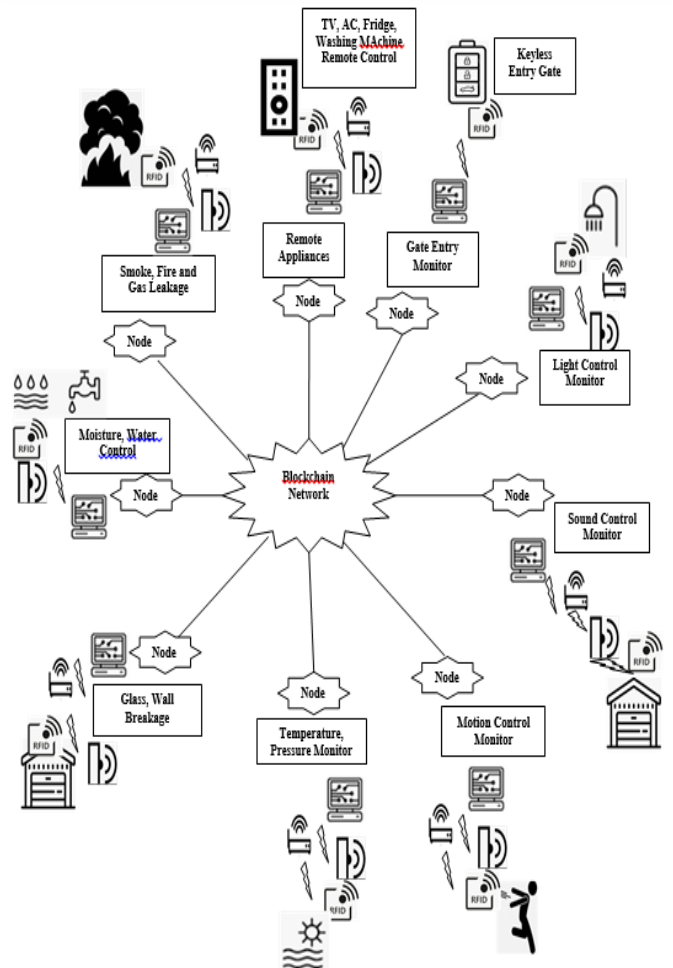 TV, AC, Fridge,
Washing MAchine
Remote Control
Keyless
Entry Gate
RFID
RFID
RFID
Remote
Appliances
Gate Entry
Monitor
Smoke, Fire and
Gas Leakage
RFID
Node
Node
Node
Light Control
Monitor
Node
Moisture, Water
Control
RFID
Blockchain
Network
Node
Node
Sound Control
Monitor
RFID
Node
Node
Node
Glass, Wall
Breakage
RFID
Temperature,
Pressure Monitor
Motion Control
Monitor
RFID
RFID